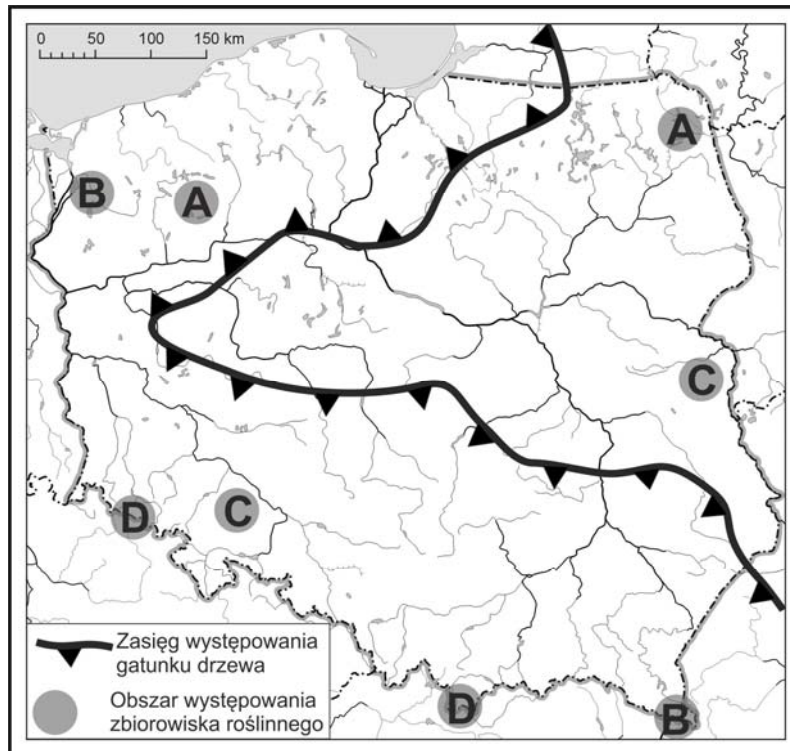 0 50 100 150 km
A
B
A
C
C
D
D
B
Zasięg występowania
gatunku drzewa
Obszar występowania
zbiorowiska roślinnego